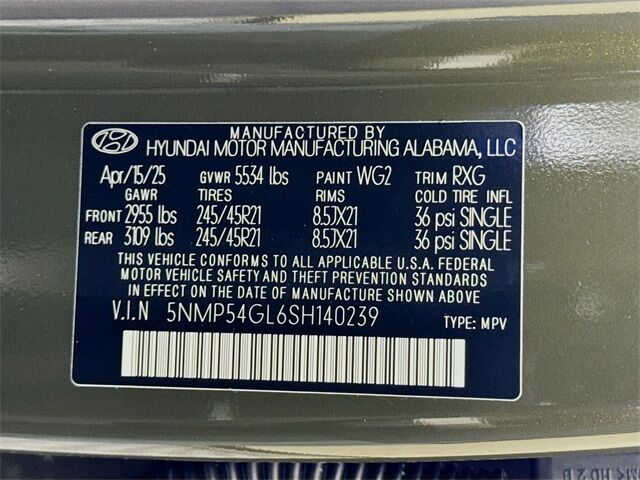 MANUFACTURED BY
HYUNDAI MOTOR MANUFACTURING ALABAMA, LLC
Apr/15/25 GVWR 5534 lbs PAINT WG2 TRIM RXG
GAWR TIRES RIMS COLD TIRE INFL
FRONT 2955 lbs 245/45R21 8.5JX21 36 psi SINGLE
REAR 3109 lbs 245/45R21 8.5JX21 36 psi SINGLE
THIS VEHICLE CONFORMS TO ALL APPLICABLE U.S.A. FEDERAL
MOTOR VEHICLE SAFETY AND THEFT PREVENTION STANDARDS
IN EFFECT ON THE DATE OF MANUFACTURE SHOWN ABOVE.
V.I.N 5NMP54GL6SH140239 TYPE: MPV